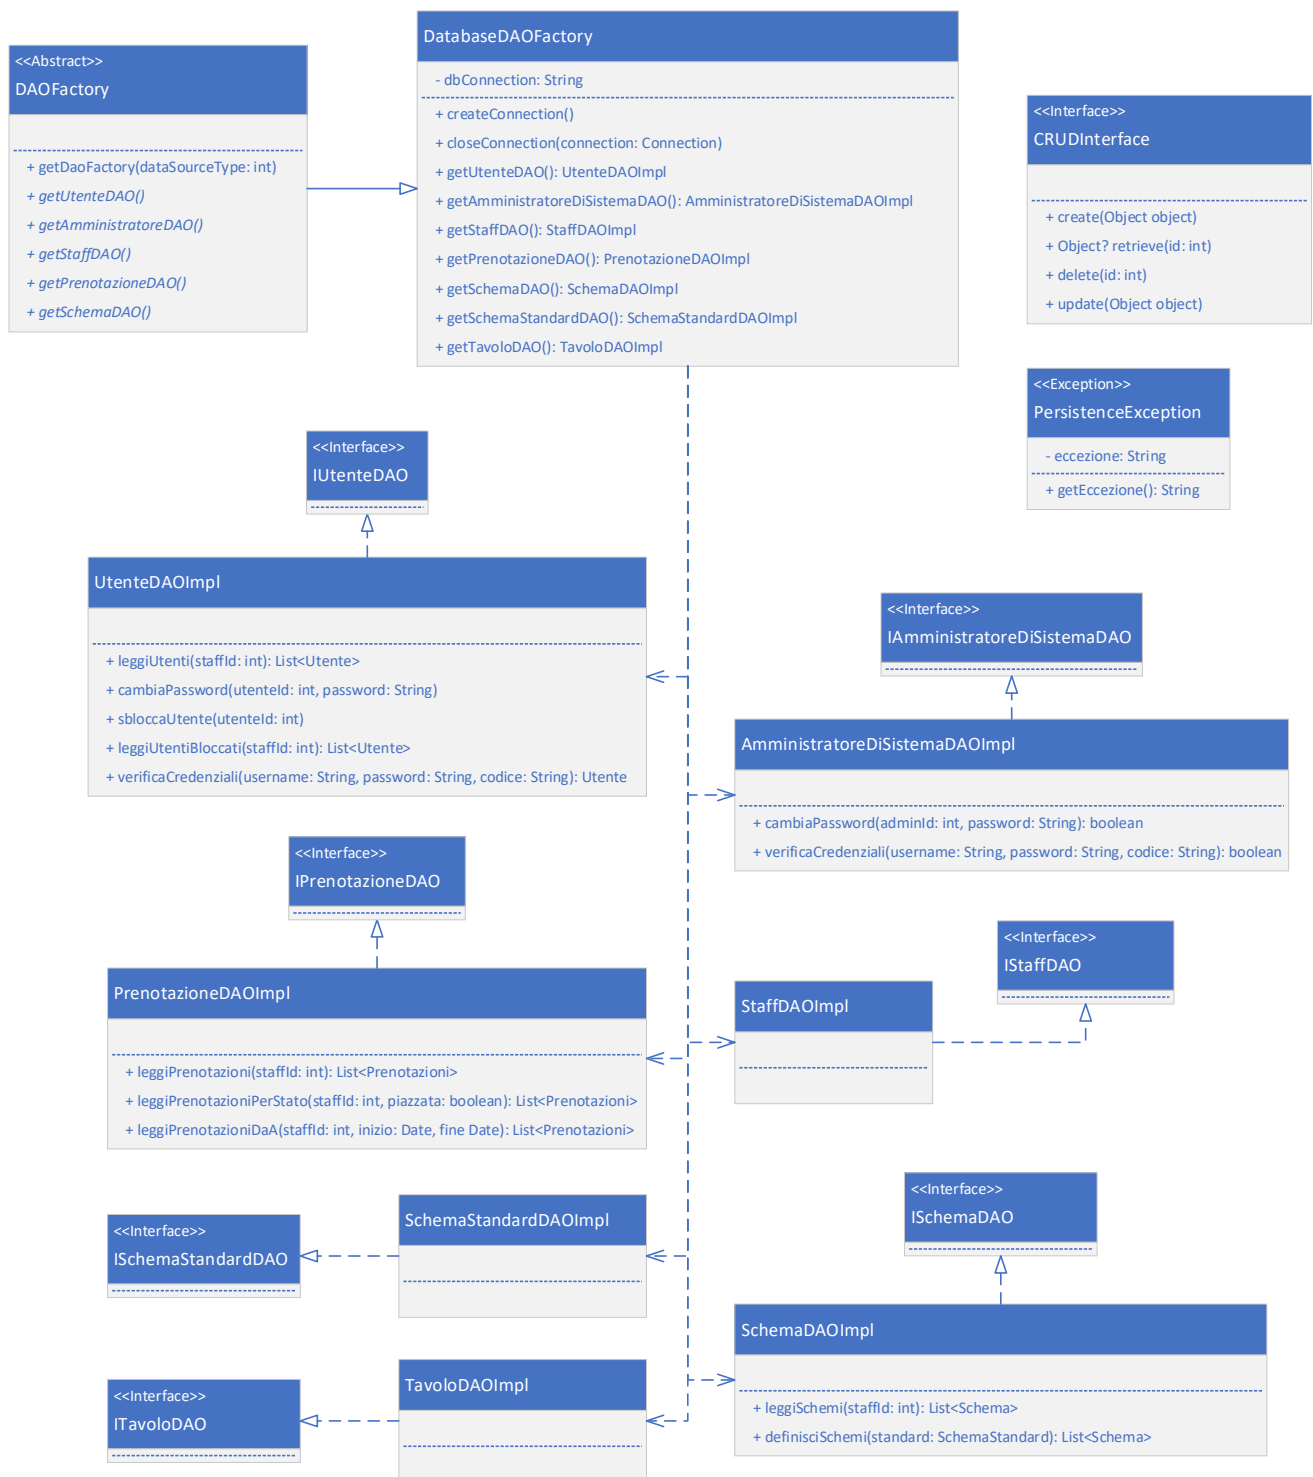 <<Abstract>>
DAOFactory
+ getDaoFactory(dataSourceType: int)
+ getUtenteDAO()
+ getAmministratoreDAO()
+ getStaffDAO()
+ getPrenotazioneDAO()
+ getSchemaDAO()
DatabaseDAOFactory
- dbConnection: String
+ createConnection()
+ closeConnection(connection: Connection)
+ getUtenteDAO(): UtenteDAOImpl
+ getAmministratoreDiSistemaDAO(): AmministratoreDiSistemaDAOImpl
+ getStaffDAO(): StaffDAOImpl
+ getPrenotazioneDAO(): PrenotazioneDAOImpl
+ getSchemaDAO(): SchemaDAOImpl
+ getSchemaStandardDAO(): SchemaStandardDAOImpl
+ getTavoloDAO(): TavoloDAOImpl
<<Interface>>
CRUDInterface
+ create(Object object)
+ Object? retrieve(id: int)
+ delete(id: int)
+ update(Object object)
<<Exception>>
PersistenceException
- eccezione: String
+ getEccezione(): String
<<Interface>>
IUtenteDAO
UtenteDAOImpl
+ leggiUtenti(staffId: int): List<Utente>
+ cambiaPassword(utenteId: int, password: String)
+ sbloccaUtente(utenteId: int)
+ leggiUtentiBloccati(staffId: int): List<Utente>
+ verificaCredenziali(username: String, password: String, codice: String): Utente
<<Interface>>
IAmministratoreDiSistemaDAO
AmministratoreDiSistemaDAOImpl
+ cambiaPassword(adminId: int, password: String): boolean
+ verificaCredenziali(username: String, password: String, codice: String): boolean
<<Interface>>
IPrenotazioneDAO
PrenotazioneDAOImpl
+ leggiPrenotazioni(staffId: int): List<Prenotazioni>
+ leggiPrenotazioniPerStato(staffId: int, piazzata: boolean): List<Prenotazioni>
+ leggiPrenotazioniDaA(staffId: int, inizio: Date, fine Date): List<Prenotazioni>
<<Interface>>
IStaffDAO
StaffDAOImpl
<<Interface>>
ISchemaStandardDAO
SchemaStandardDAOImpl
<<Interface>>
ISchemaDAO
SchemaDAOImpl
+ leggiSchemi(staffId: int): List<Schema>
+ definisciSchemi(standard: SchemaStandard): List<Schema>
<<Interface>>
ITavoloDAO
TavoloDAOImpl